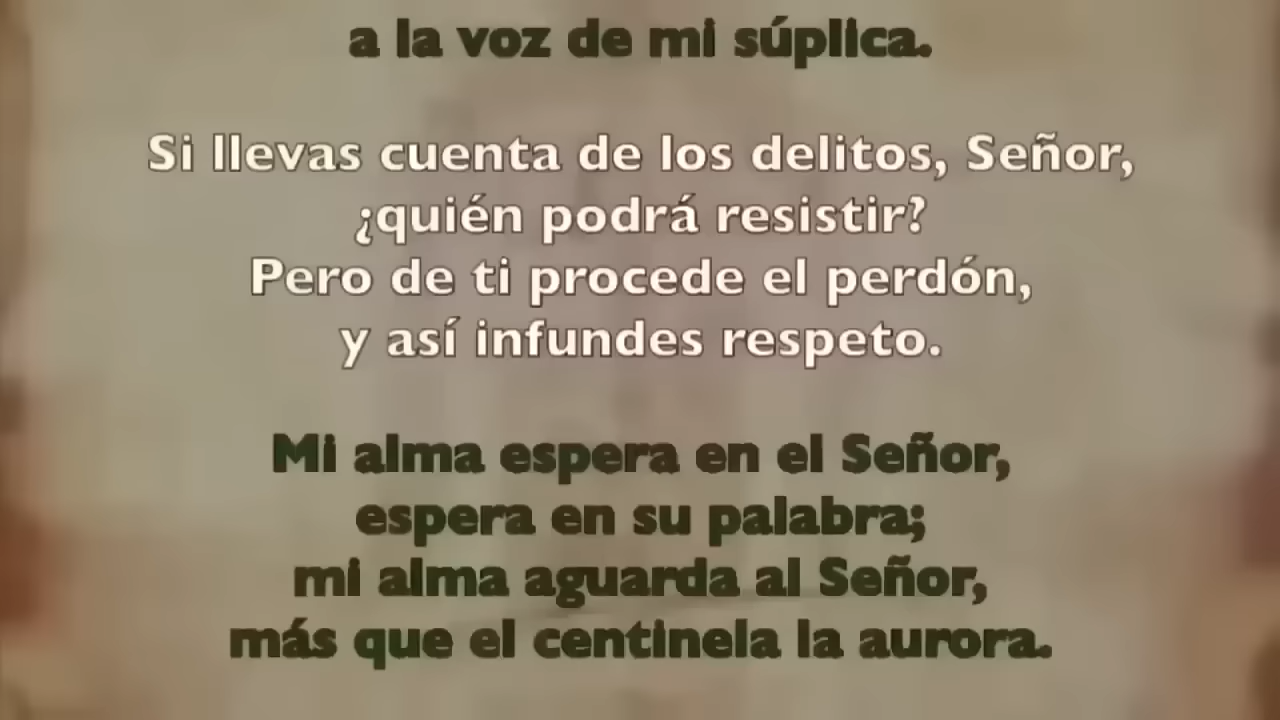 a la voz de mi súplica.
Si llevas cuenta de los delitos, Señor,
¿quién podrá resistir?
Pero de ti procede el perdón,
y así infundes respeto.
Mi alma espera en el Señor,
espera en su palabra;
mi alma aguarda al Señor,
más que el centinela la aurora.